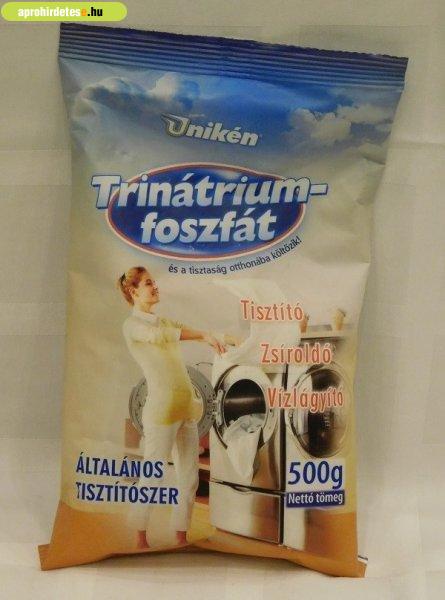 aprohirdetes.hu
Unikén
Trinátrium-
foszfát
és a tisztaság otthonába költözik!
Tisztító
Zsíroldó
Vízlágyító
ÁLTALÁNOS
TISZTÍTÓSZER
500g
Nettó tömeg